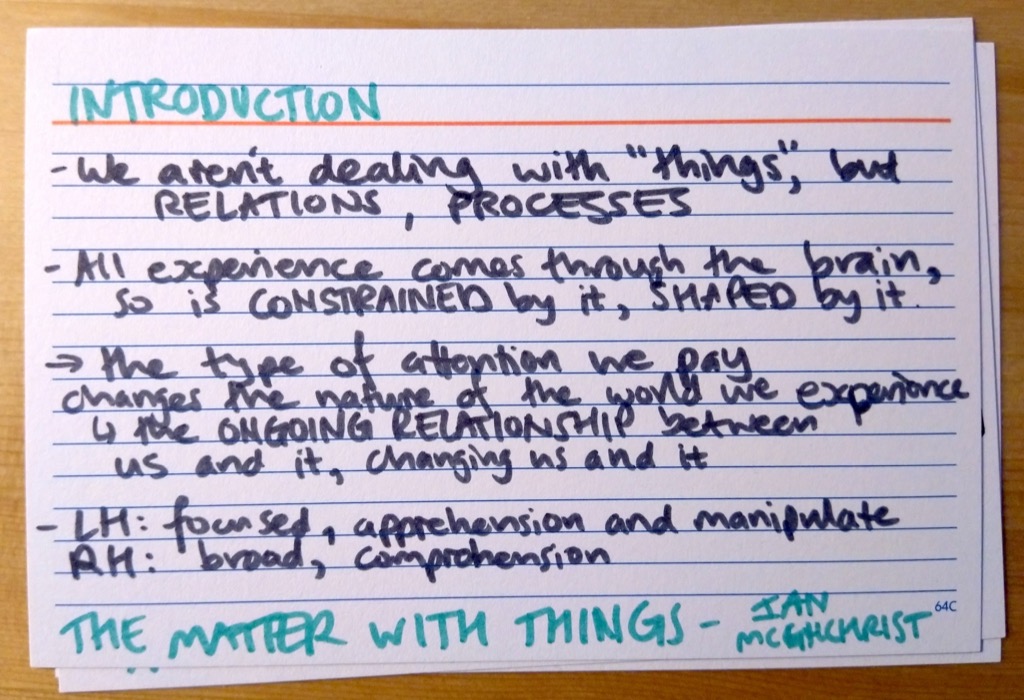 INTRODUCTION
- We aren't dealing with "things", but
RELATIONS, PROCESSES
- All experience comes through the brain,
so is CONSTRAINED by it, SHAPED by it.
→ the type of attention we pay
changes the nature of the world we experience
↳ the ONGOING RELATIONSHIP between
us and it, changing us and it
- LH: focused, apprehension and manipulate
RH: broad, comprehension
THE MATTER WITH THINGS - IAN
MCGHCHRIST
64C